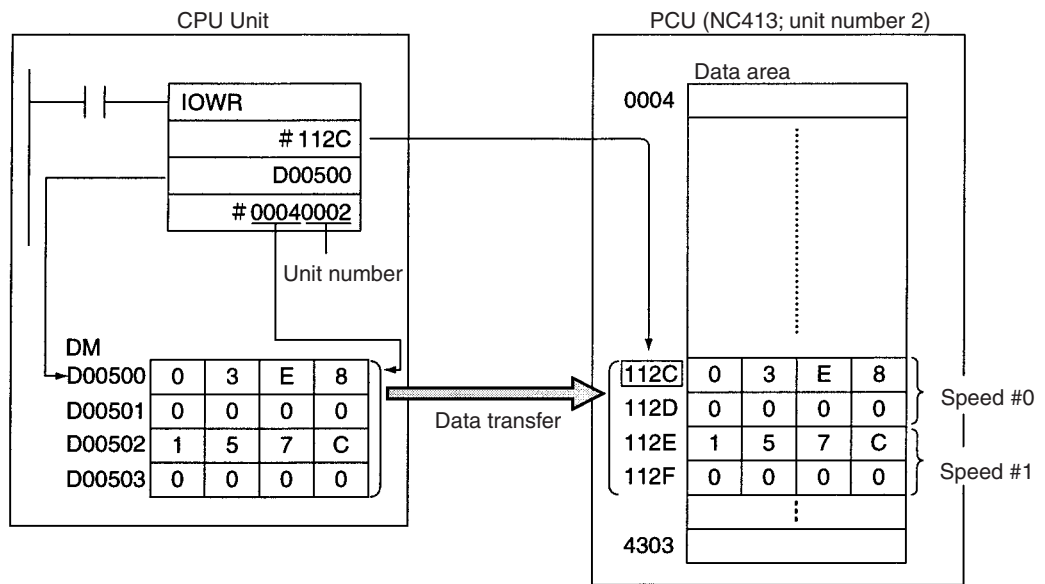 CPU Unit
IOWR
#112C
D00500
#00040002
Unit number
DM
D00500 0 3 E 8
D00501 0 0 0 0
D00502 1 5 7 C
D00503 0 0 0 0
Data transfer
PCU (NC413; unit number 2)
Data area
0004
112C 0 3 E 8
112D 0 0 0 0
Speed #0
112E 1 5 7 C
112F 0 0 0 0
Speed #1
4303